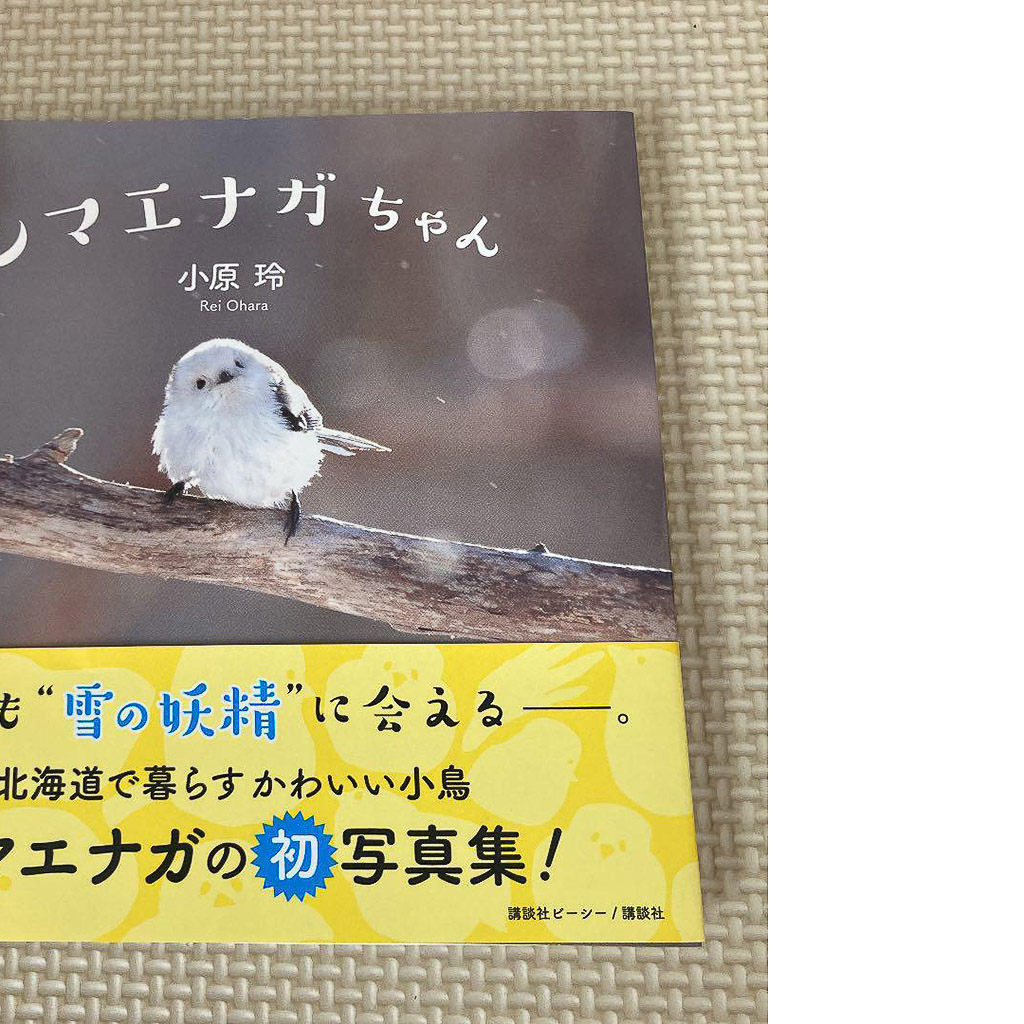 シマエナガちゃん
小原 玲
Rei Ohara
も“雪の妖精”に会える――。
北海道で暮らすかわいい小鳥
マエナガの初写真集!
講談社ビーシー / 講談社